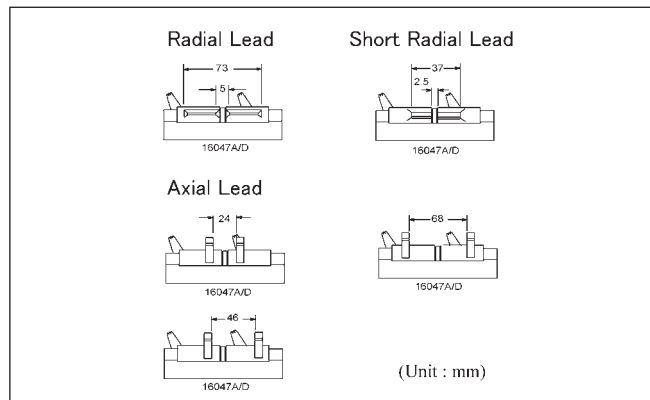 Radial Lead
73
5
16047A/D
Short Radial Lead
37
2.5
16047A/D
Axial Lead
24
16047A/D
68
16047A/D
46
16047A/D
(Unit : mm)